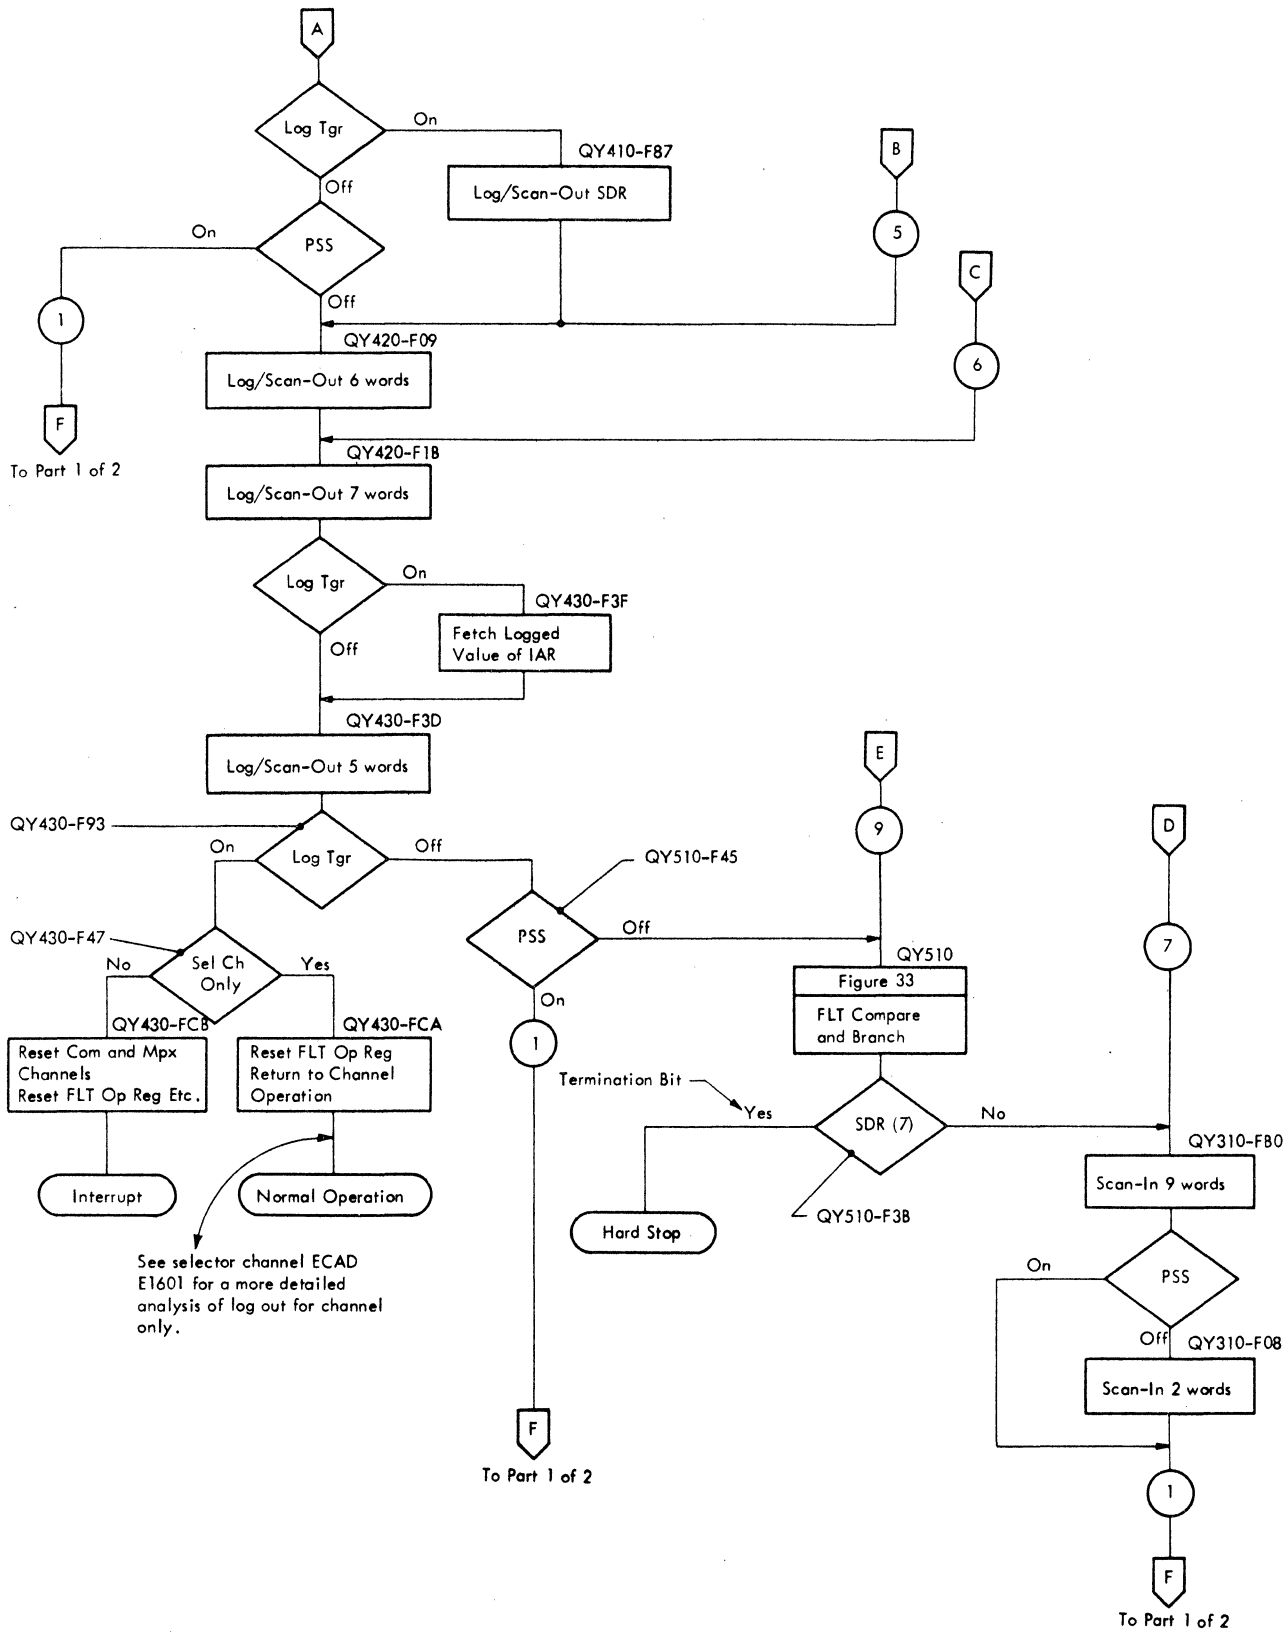 A
Log Tgr
On
QY410-F87
Log/Scan-Out SDR
B
Off
5
On
PSS
C
Off
1
QY420-F09
6
Log/Scan-Out 6 words
F
To Part 1 of 2
QY420-F1B
Log/Scan-Out 7 words
Log Tgr
On
QY430-F3F
Fetch Logged
Value of IAR
Off
QY430-F3D
Log/Scan-Out 5 words
E
QY430-F93
On
Log Tgr
Off
9
D
QY510-F45
QY430-F47
PSS
Off
7
No
Sel Ch
Only
Yes
QY510
Figure 33
FLT Compare
and Branch
On
QY430-FCB
Reset Com and Mpx
Channels
Reset FLT Op Reg Etc.
QY430-FCA
Reset FLT Op Reg
Return to Channel
Operation
1
Termination Bit
Yes
SDR (7)
No
QY310-FB0
Scan-In 9 words
Interrupt
Normal Operation
Hard Stop
QY510-F3B
See selector channel ECAD
E1601 for a more detailed
analysis of log out for channel
only.
On
PSS
Off
QY310-F08
Scan-In 2 words
F
To Part 1 of 2
1
F
To Part 1 of 2